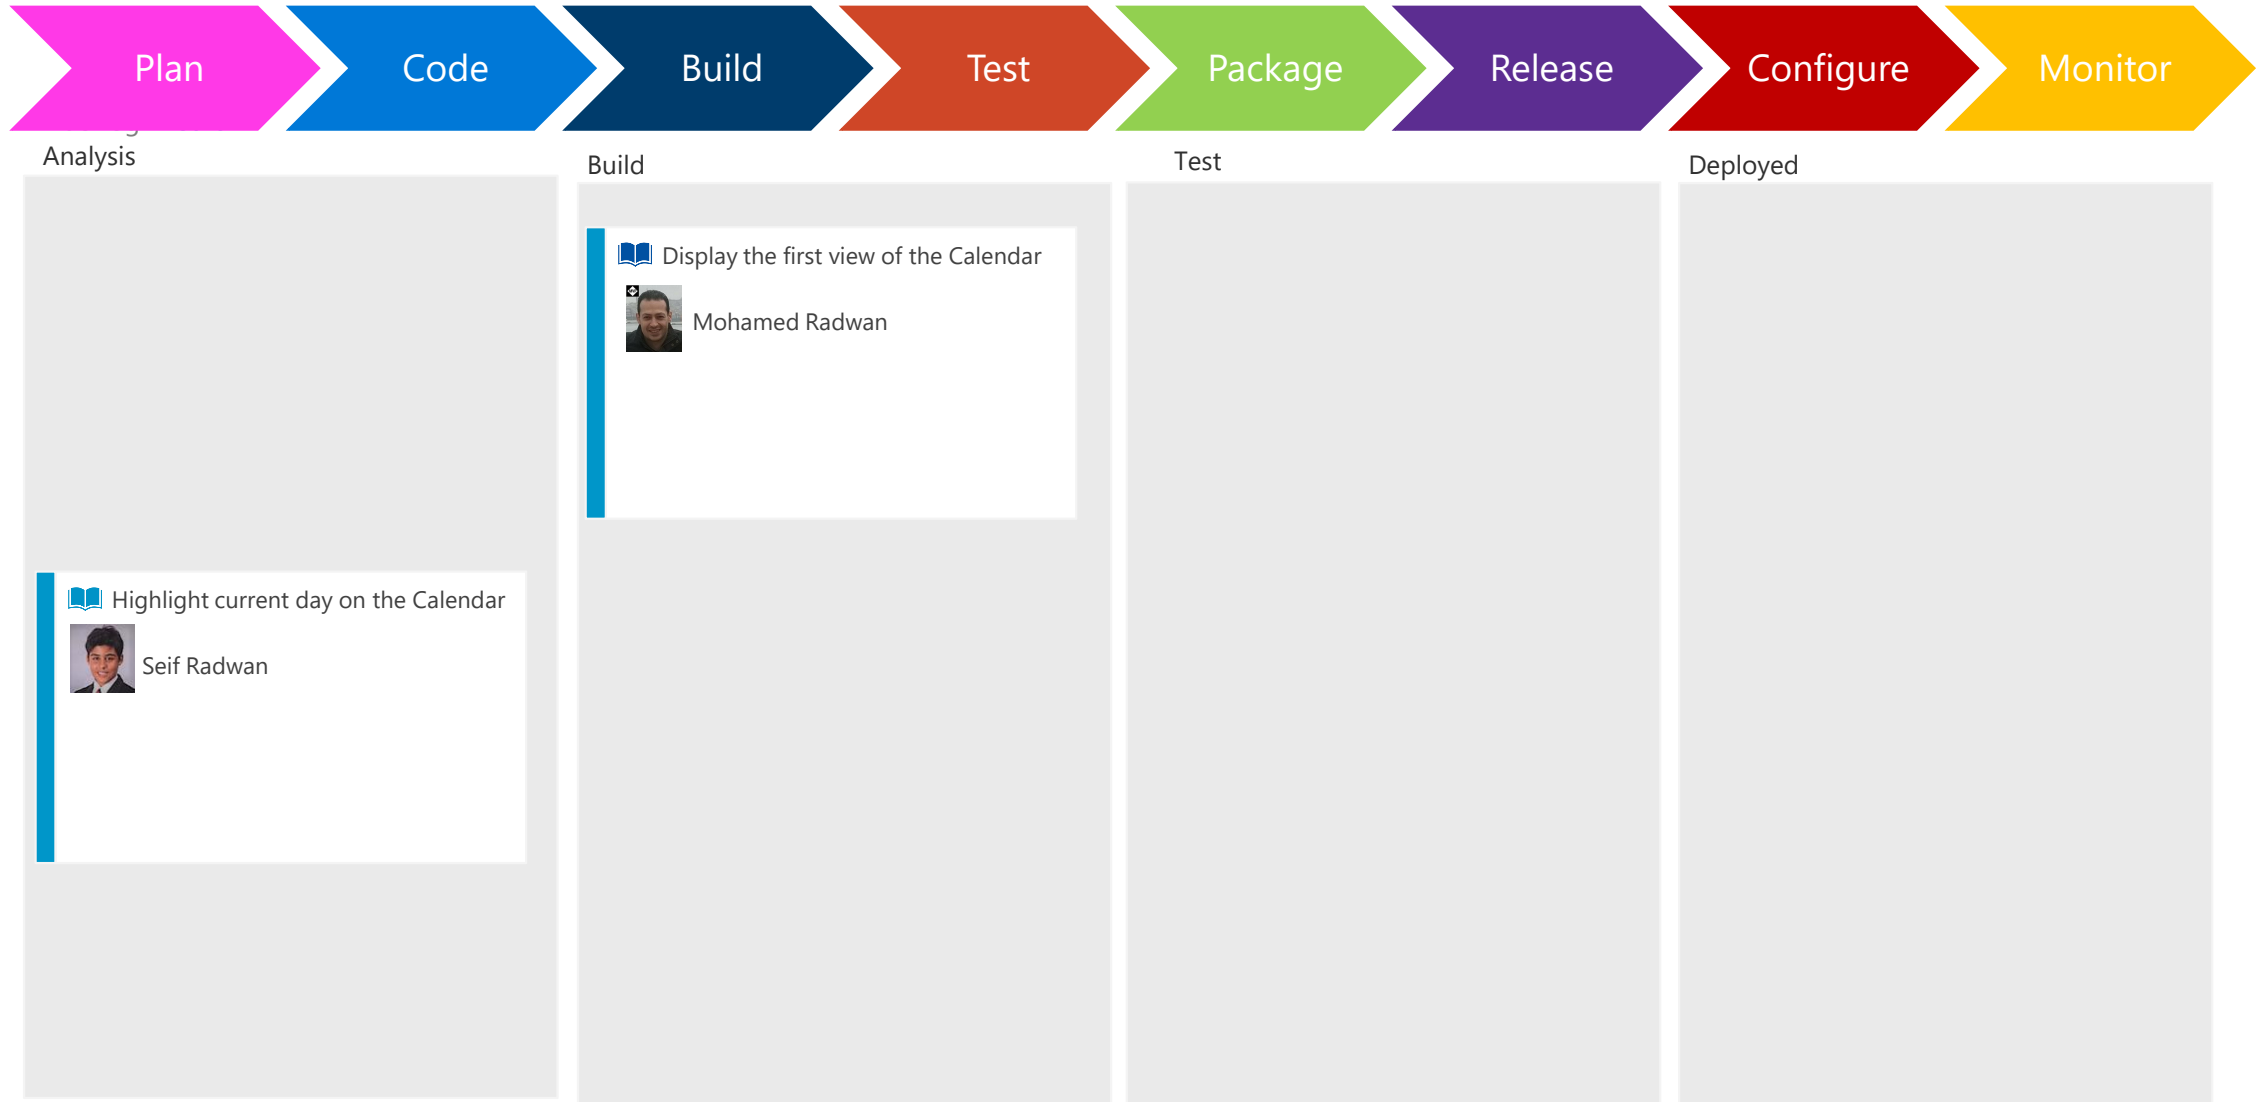 Plan
Code
Build
Test
Package
Release
Configure
Monitor
Analysis
Build
Test
Deployed
Display the first view of the Calendar
Mohamed Radwan
Highlight current day on the Calendar
Seif Radwan